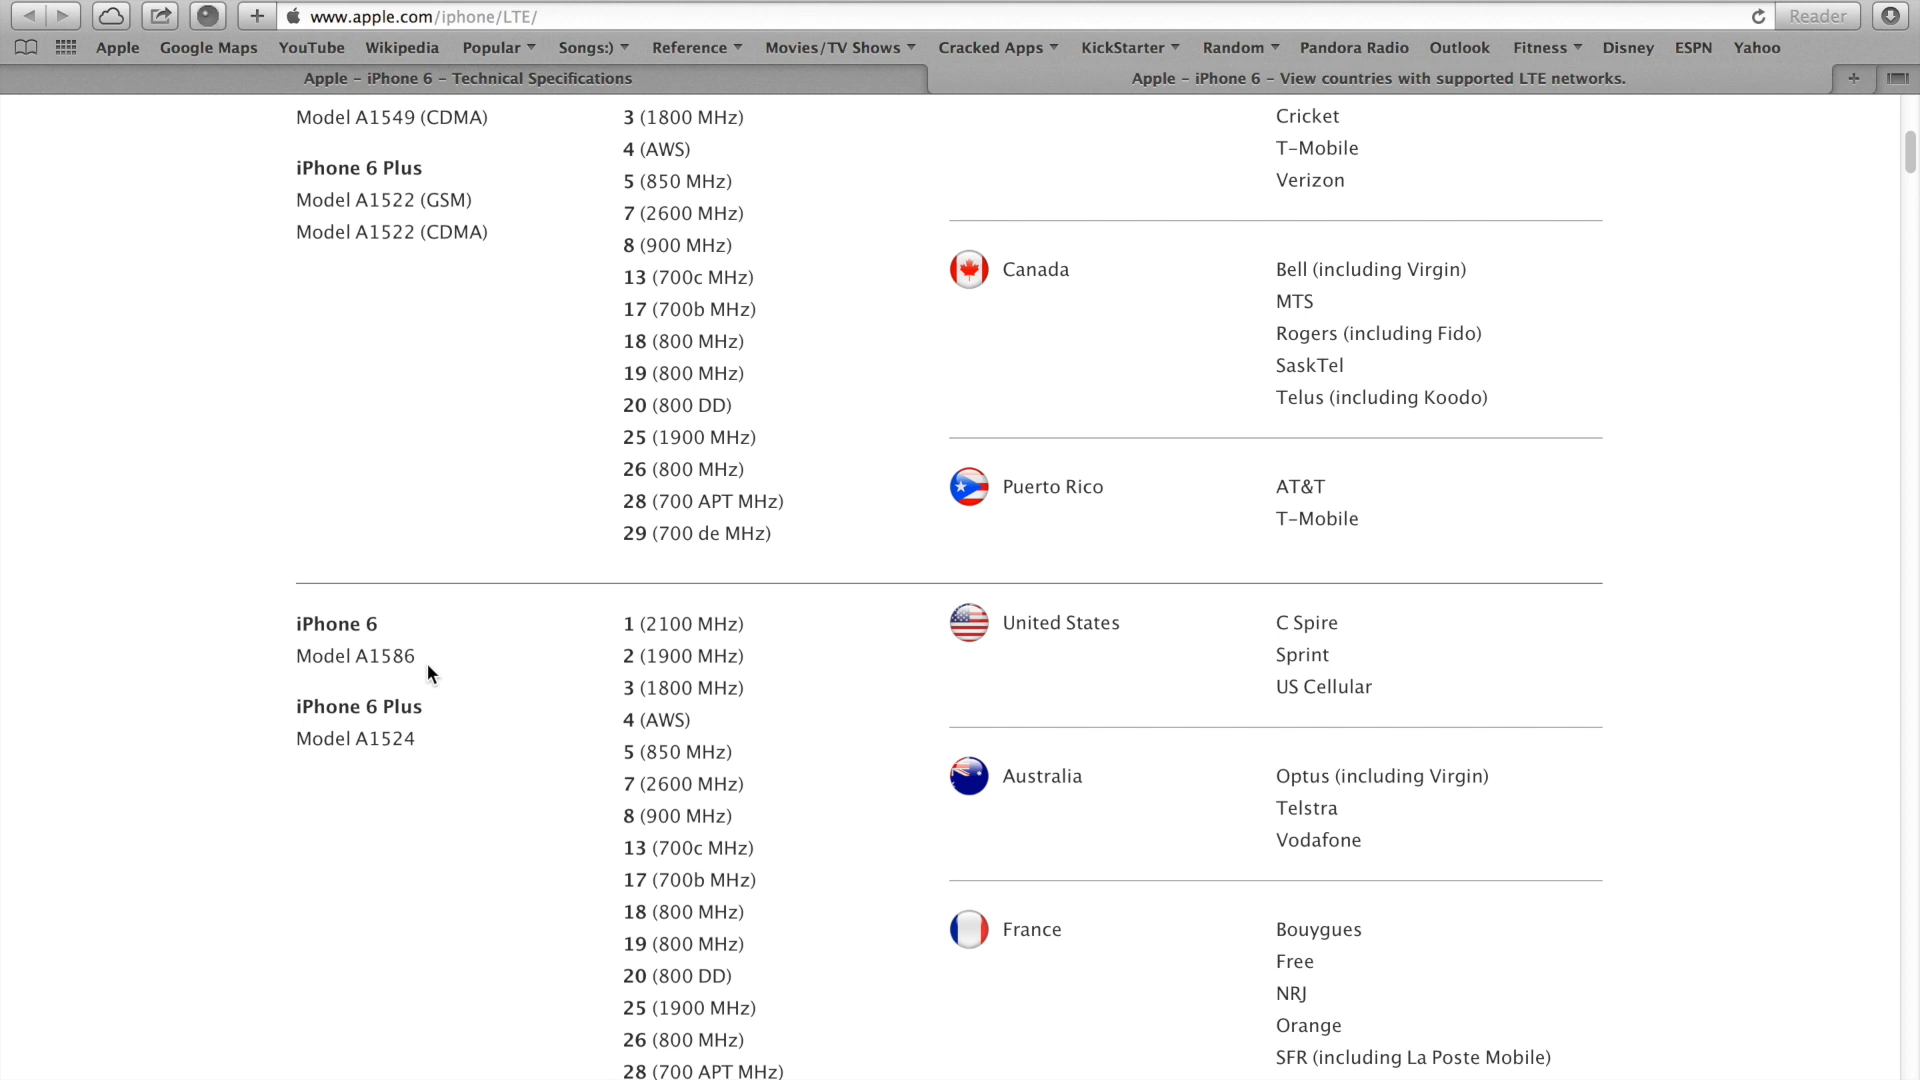 www.apple.com/iphone/LTE/
Reader
Apple
Google Maps
YouTube
Wikipedia
Popular
Songs:)
Reference
Movies/TV Shows
Cracked Apps
KickStarter
Random
Pandora Radio
Outlook
Fitness
Disney
ESPN
Yahoo
Apple – iPhone 6 – Technical Specifications
Apple – iPhone 6 – View countries with supported LTE networks.
Model A1549 (CDMA)
iPhone 6 Plus
Model A1522 (GSM)
Model A1522 (CDMA)
3 (1800 MHz)
4 (AWS)
5 (850 MHz)
7 (2600 MHz)
8 (900 MHz)
13 (700c MHz)
17 (700b MHz)
18 (800 MHz)
19 (800 MHz)
20 (800 DD)
25 (1900 MHz)
26 (800 MHz)
28 (700 APT MHz)
29 (700 de MHz)
Cricket
T-Mobile
Verizon
Canada
Bell (including Virgin)
MTS
Rogers (including Fido)
SaskTel
Telus (including Koodo)
Puerto Rico
AT&T
T-Mobile
iPhone 6
Model A1586
iPhone 6 Plus
Model A1524
1 (2100 MHz)
2 (1900 MHz)
3 (1800 MHz)
4 (AWS)
5 (850 MHz)
7 (2600 MHz)
8 (900 MHz)
13 (700c MHz)
17 (700b MHz)
18 (800 MHz)
19 (800 MHz)
20 (800 DD)
25 (1900 MHz)
26 (800 MHz)
28 (700 APT MHz)
United States
C Spire
Sprint
US Cellular
Australia
Optus (including Virgin)
Telstra
Vodafone
France
Bouygues
Free
NRJ
Orange
SFR (including La Poste Mobile)